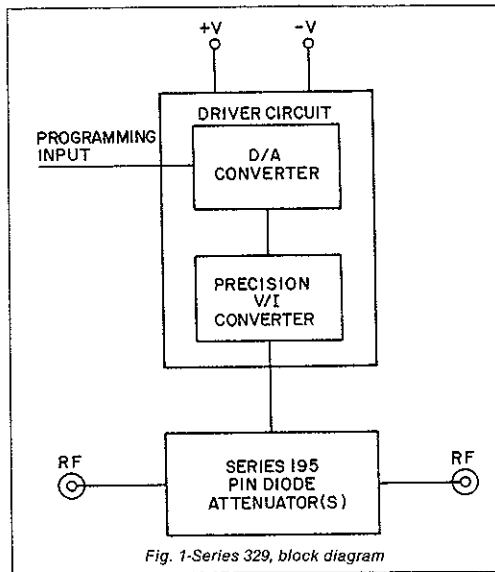 +V
-V
DRIVER CIRCUIT
PROGRAMMING
INPUT
D/A
CONVERTER
PRECISION
V/I
CONVERTER
RF
RF
SERIES 195
PIN DIODE
ATTENUATOR(S)
Fig. 1-Series 329, block diagram